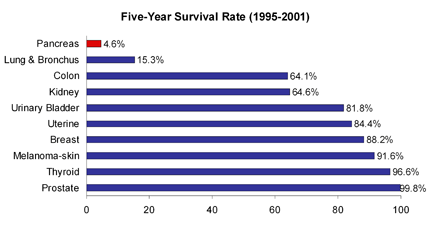 Five-Year Survival Rate (1995-2001)
Pancreas 4.6%
Lung & Bronchus 15.3%
Colon 64.1%
Kidney 64.6%
Urinary Bladder 81.8%
Uterine 84.4%
Breast 88.2%
Melanoma-skin 91.6%
Thyroid 96.6%
Prostate 99.8%
0 20 40 60 80 100